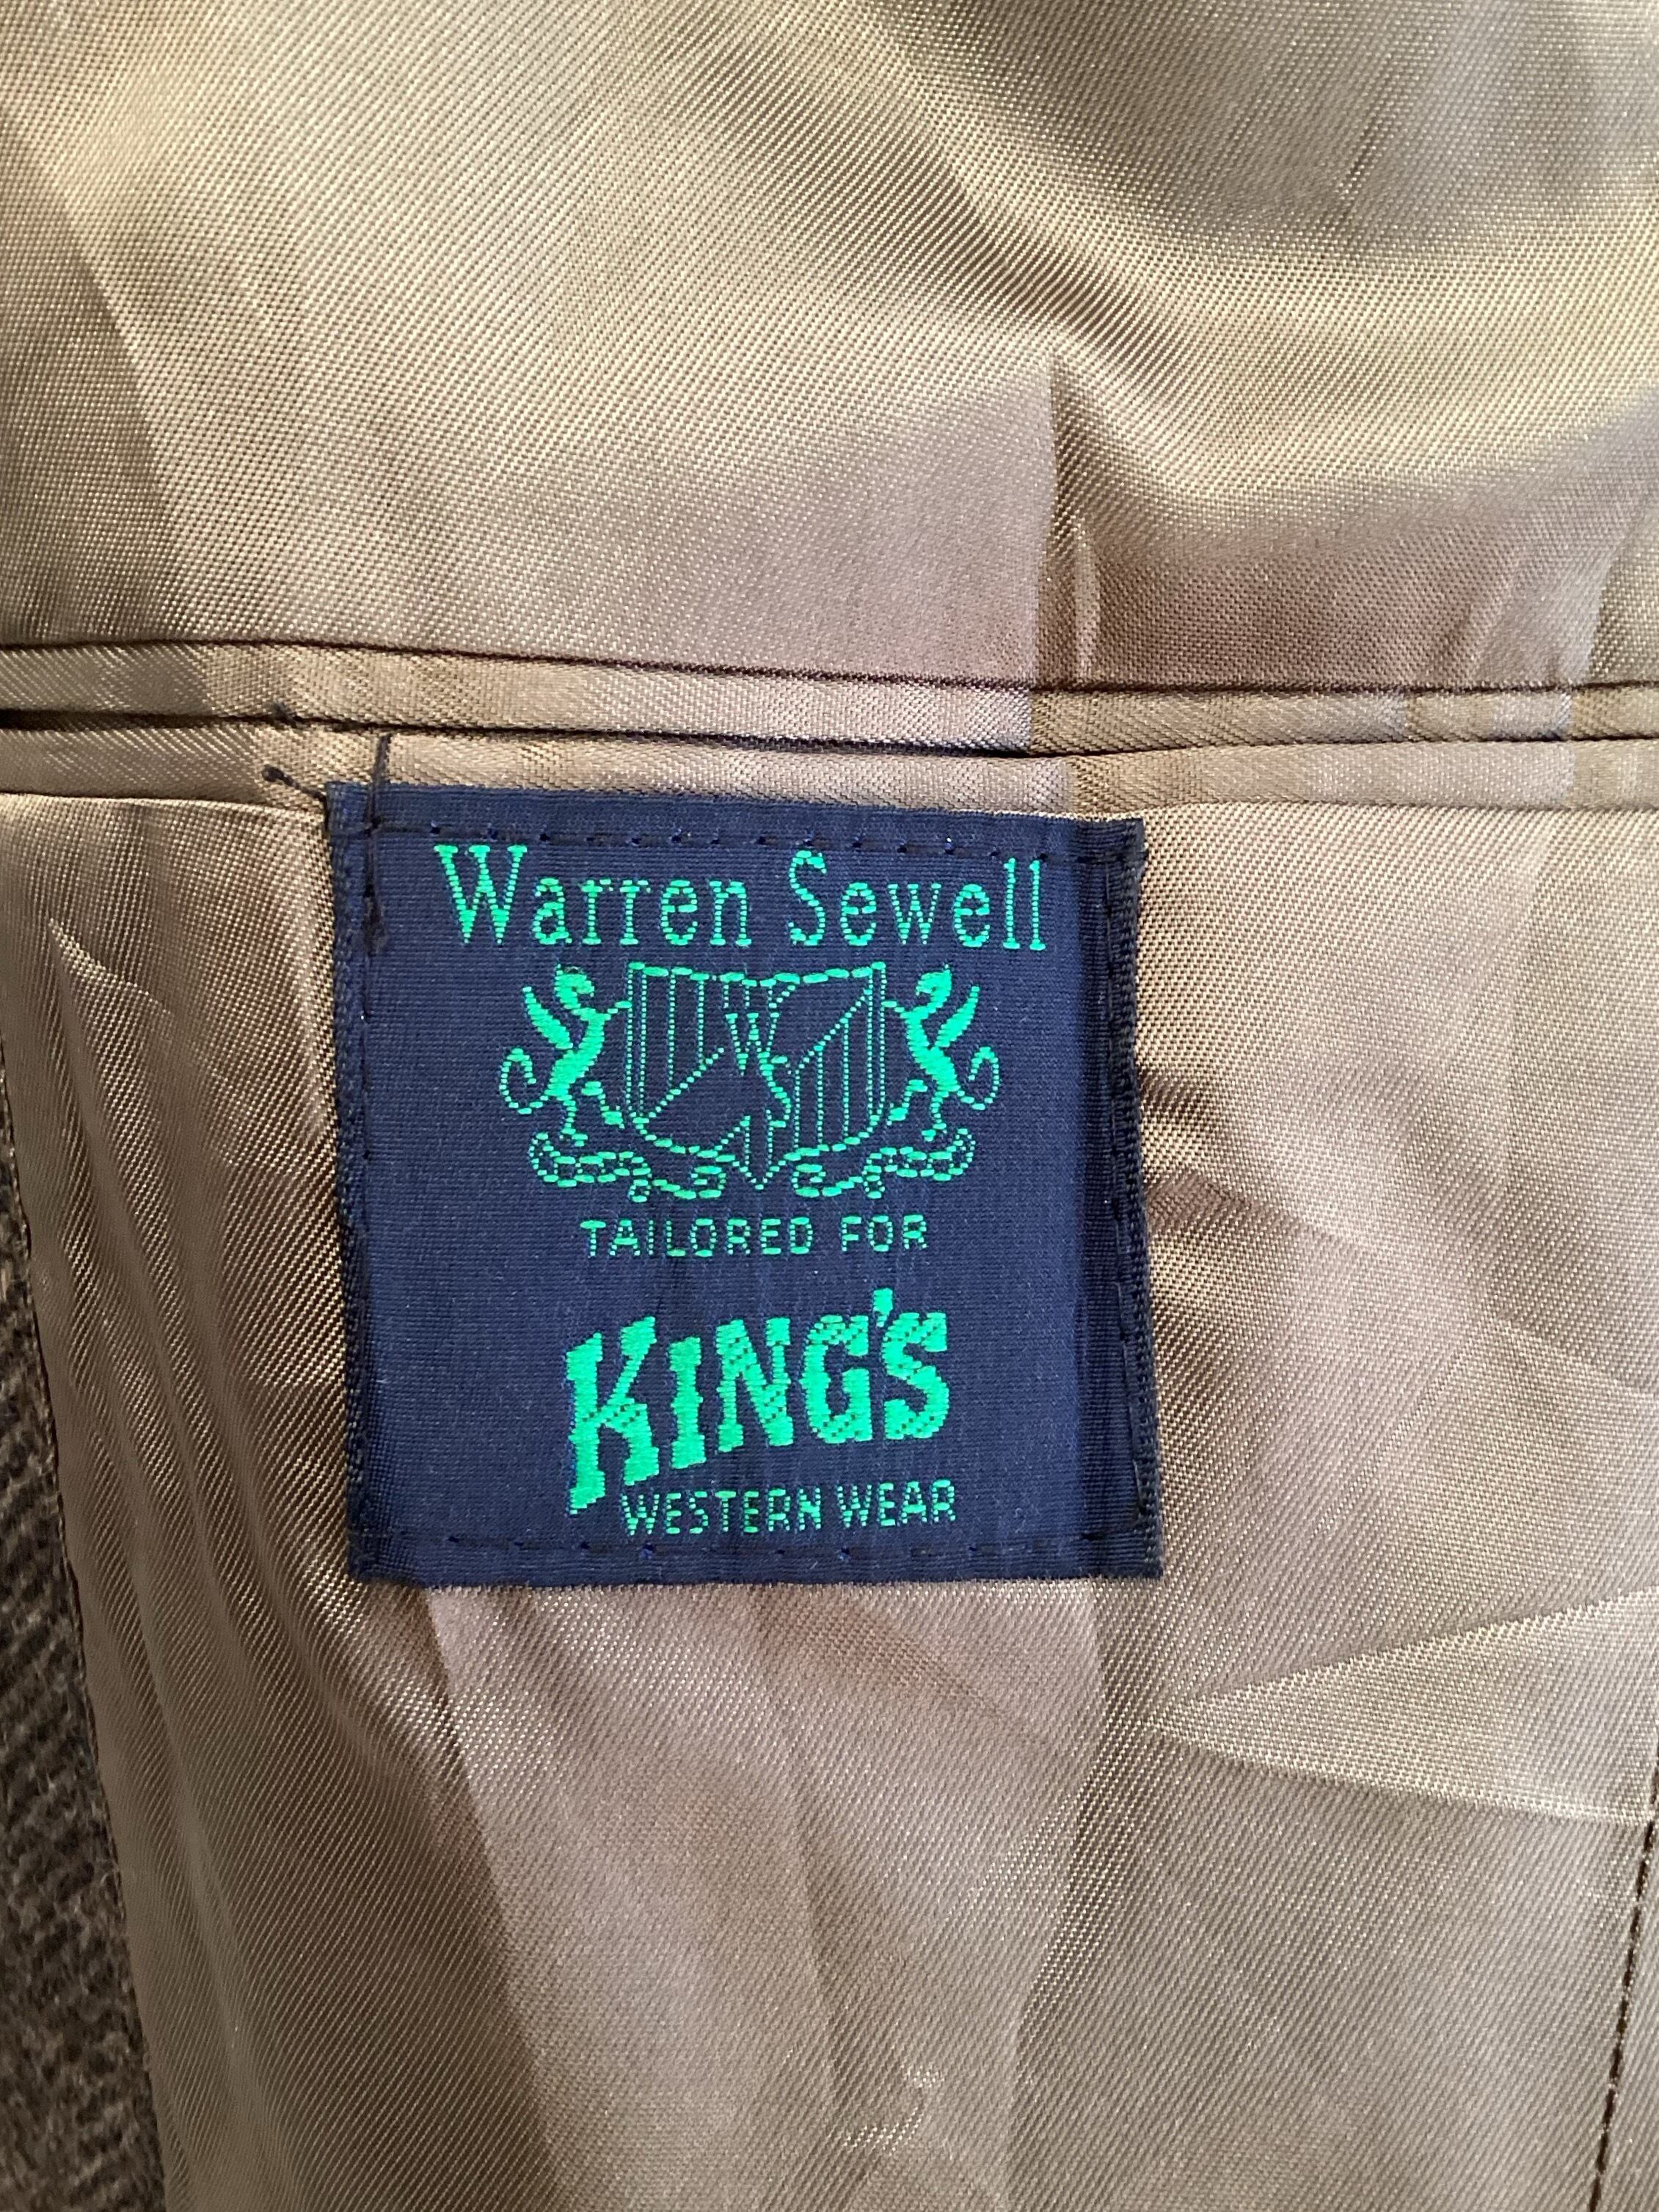 Warren Sewell
W
S
TAILORED FOR
KING'S
WESTERN WEAR